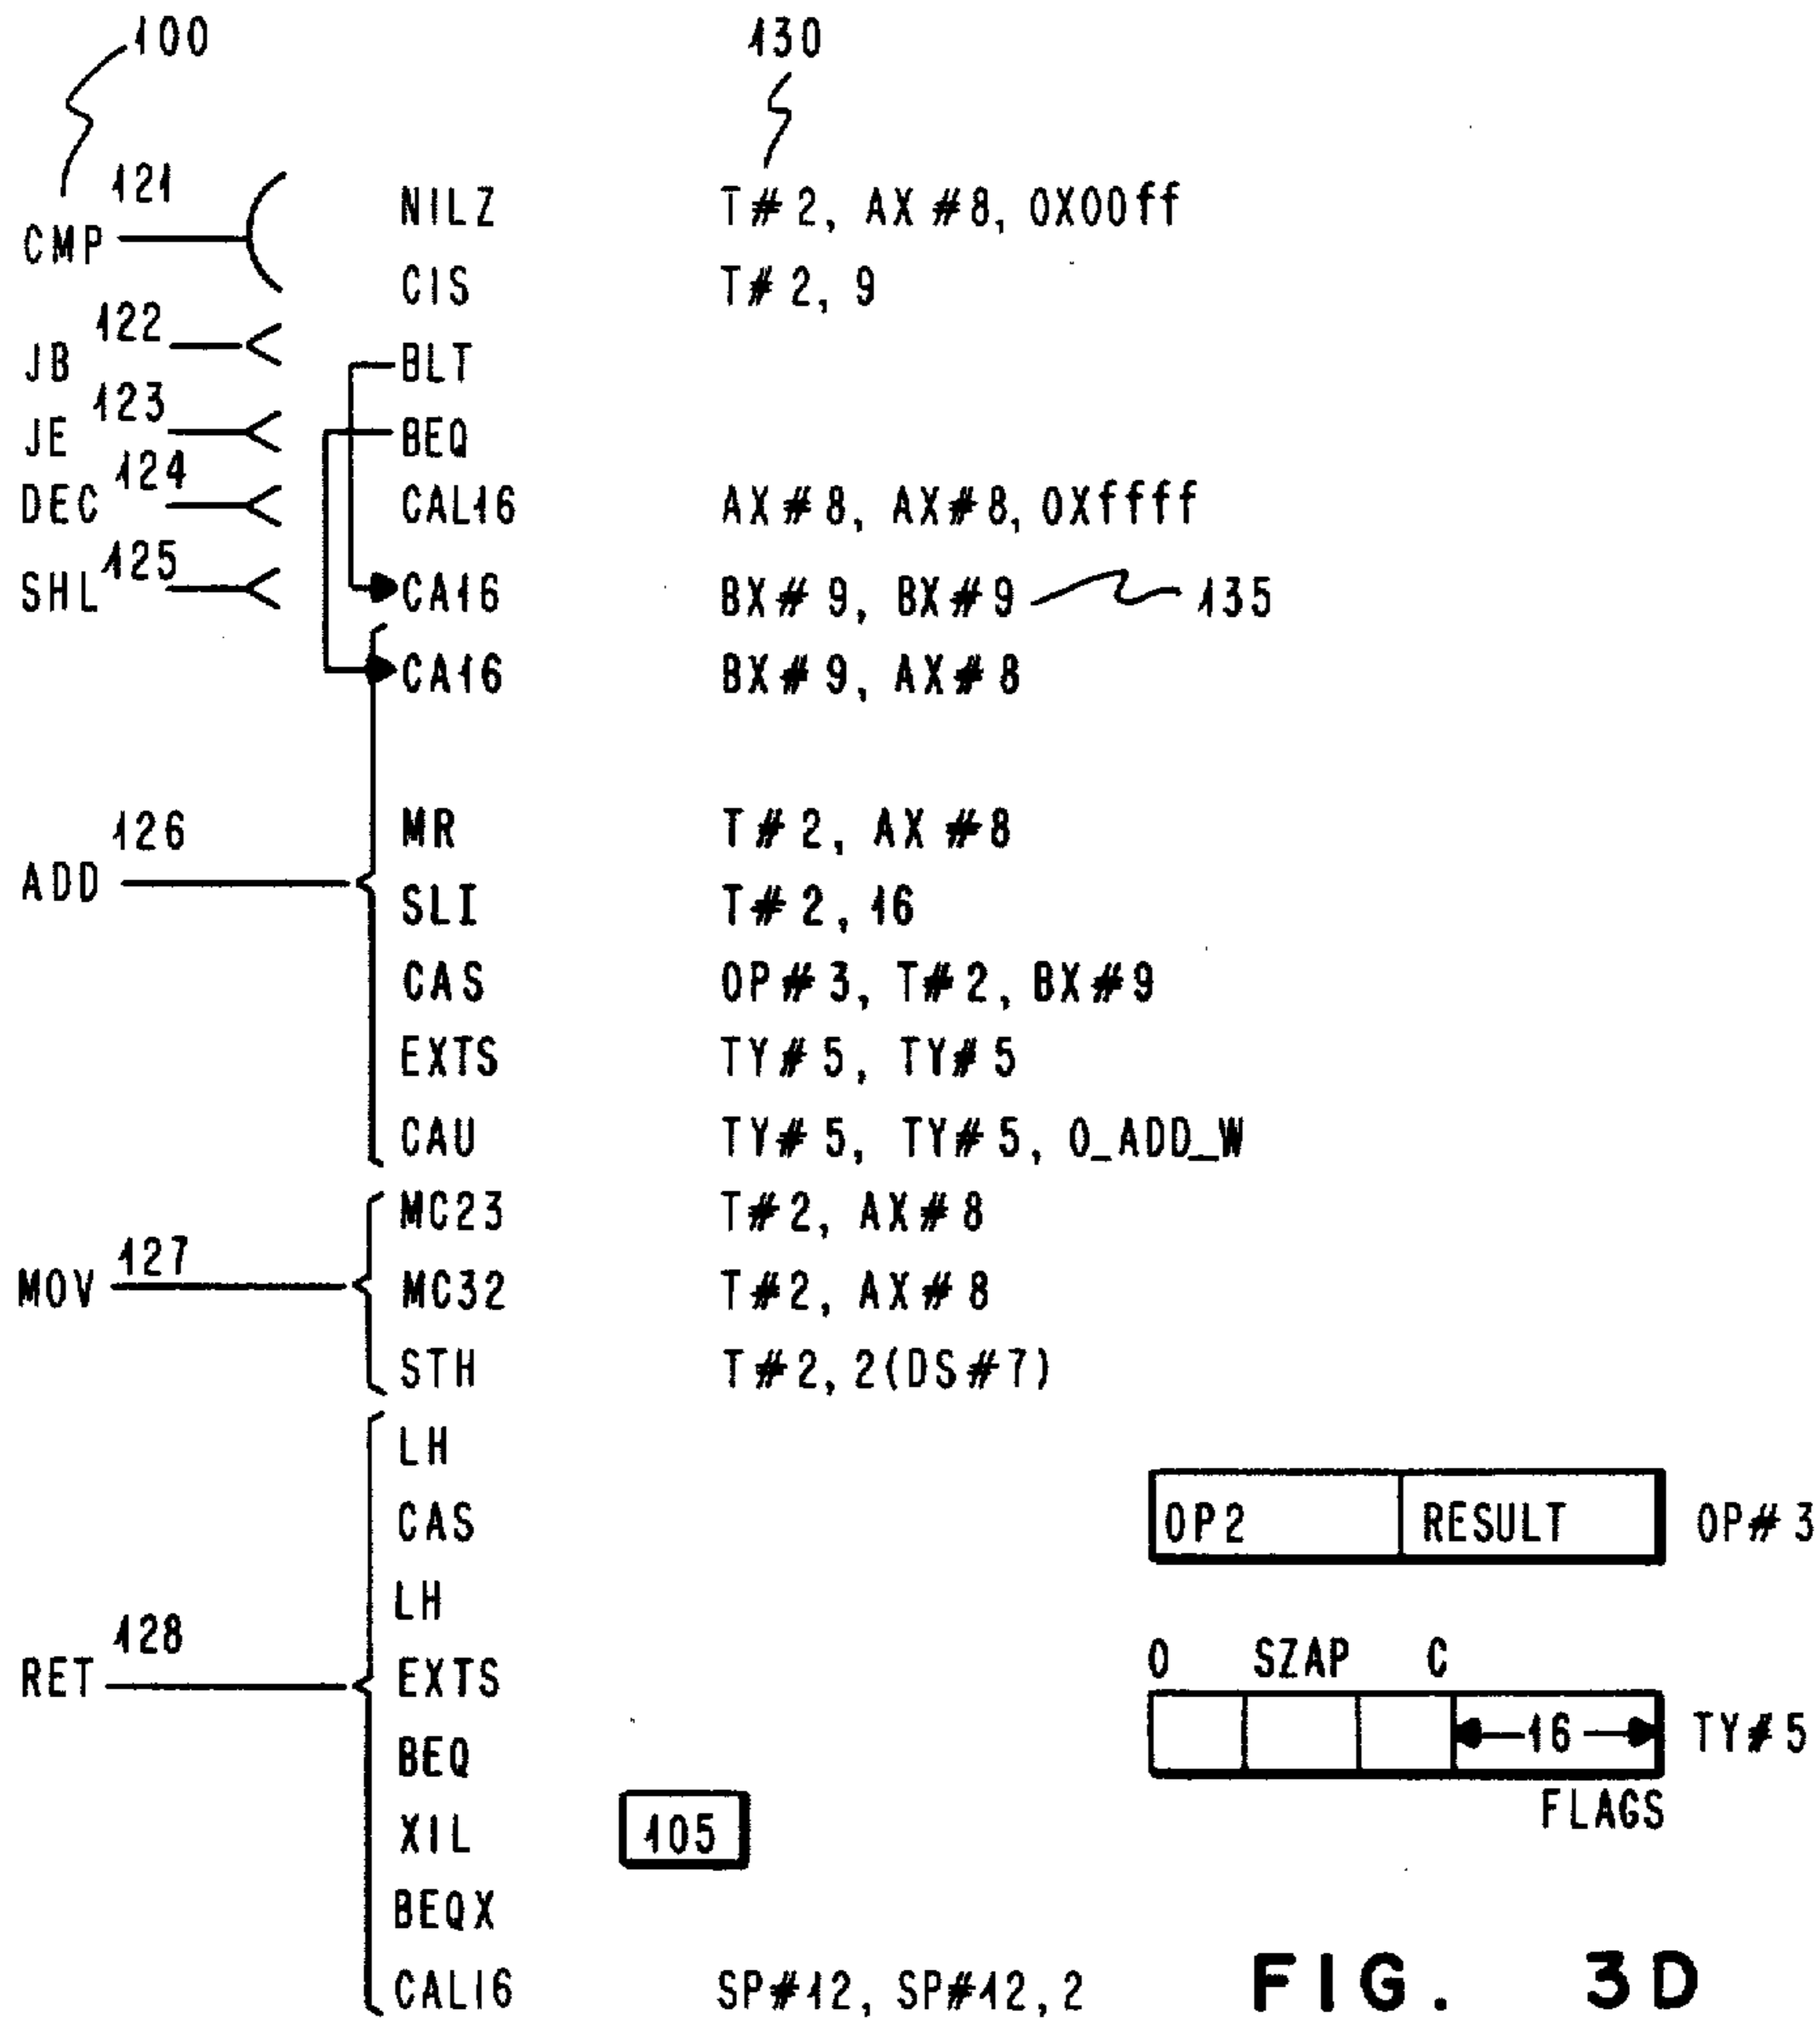 100 130
121 NILZ T#2, AX#8, 0X00ff
CMP
CIS T#2, 9
122
JB BLT
123
JE BEQ
124
DEC CAL16 AX#8, AX#8, 0Xffff
125
SHL CA16 BX#9, BX#9 135
CA16 BX#9, AX#8
126 MR T#2, AX#8
ADD
SLI T#2, 16
CAS OP#3, T#2, BX#9
EXTS TY#5, TY#5
CAU TY#5, TY#5, 0_ADD_W
MC23 T#2, AX#8
127
MOV MC32 T#2, AX#8
STH T#2, 2(DS#7)
LH
CAS OP2 RESULT OP#3
LH
128 O SZAP C
RET EXTS
BEQ 16 TY#5
FLAGS
XIL 105
BEQX
CAL16 SP#12, SP#12, 2
FIG. 3D